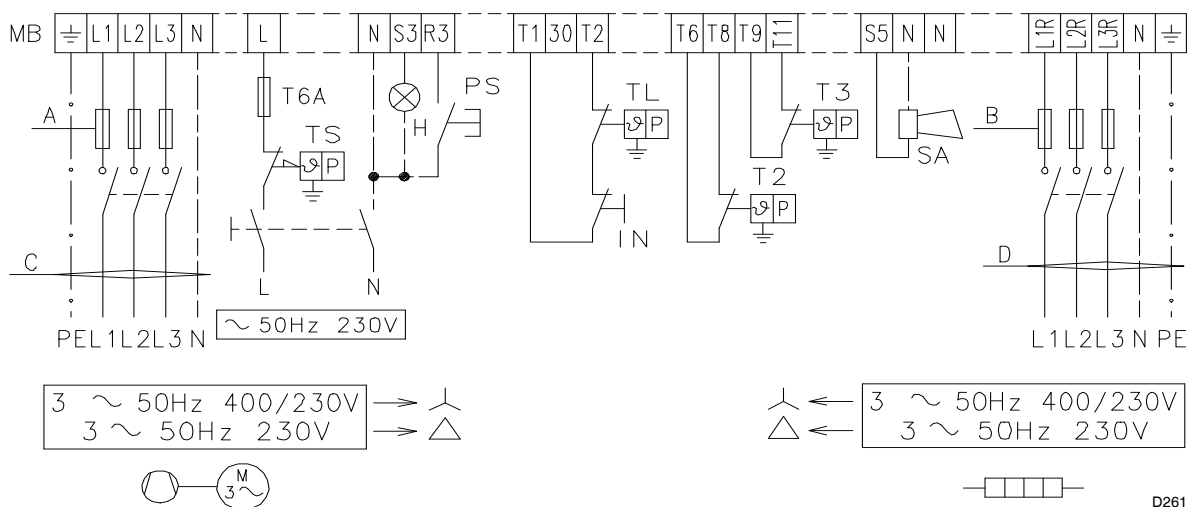 MB L1 L2 L3 N L N S3 R3 T1 30 T2 T6 T8 T9 T11 S5 N N L1R L2R L3R N
A T6A H PS TL T3 B
TS ϑ P ϑ P ϑ P SA
T2
ϑ P
IN
C D
L N
PE L1 L2 L3 N ~ 50Hz 230V L1 L2 L3 N PE
3 ~ 50Hz 400/230V
3 ~ 50Hz 230V
3 ~ 50Hz 400/230V
3 ~ 50Hz 230V
M
3~
D261